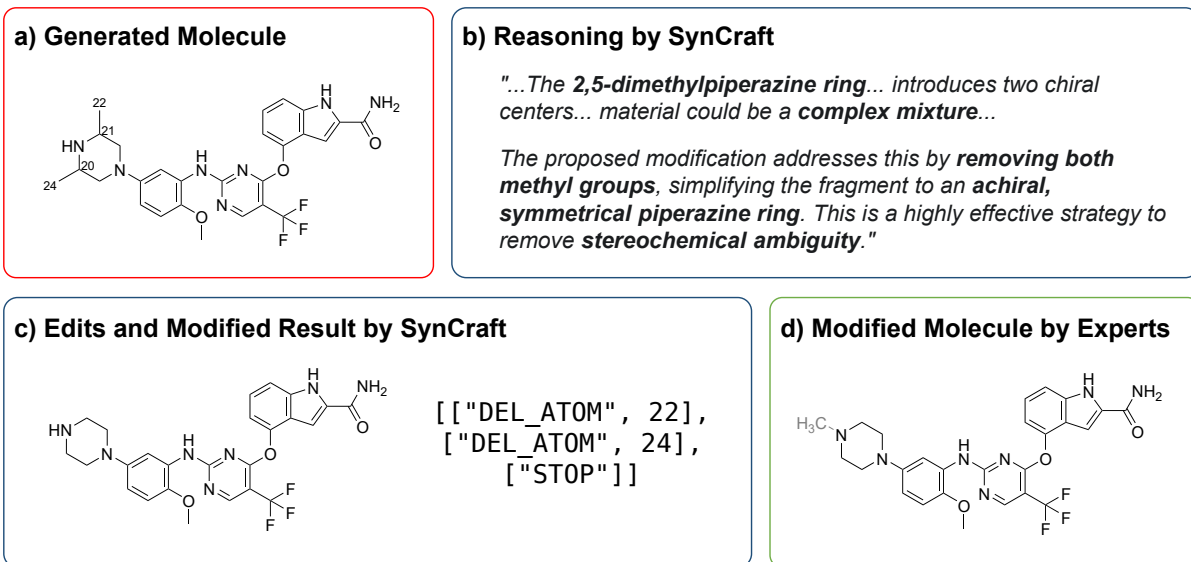 a) Generated Molecule
22
21
HN
20
24
N
H
N
N
N
O
O
F
F
F
H
N
NH2
O
b) Reasoning by SynCraft
"...The 2,5-dimethylpiperazine ring... introduces two chiral
centers... material could be a complex mixture...
The proposed modification addresses this by removing both
methyl groups, simplifying the fragment to an achiral,
symmetrical piperazine ring. This is a highly effective strategy to
remove stereochemical ambiguity."
c) Edits and Modified Result by SynCraft
HN
N
H
N
N
N
O
O
F
F
F
H
N
NH2
O
[["DEL_ATOM", 22],
["DEL_ATOM", 24],
["STOP"]]
d) Modified Molecule by Experts
H3C
N
N
H
N
N
N
O
O
F
F
F
H
N
NH2
O